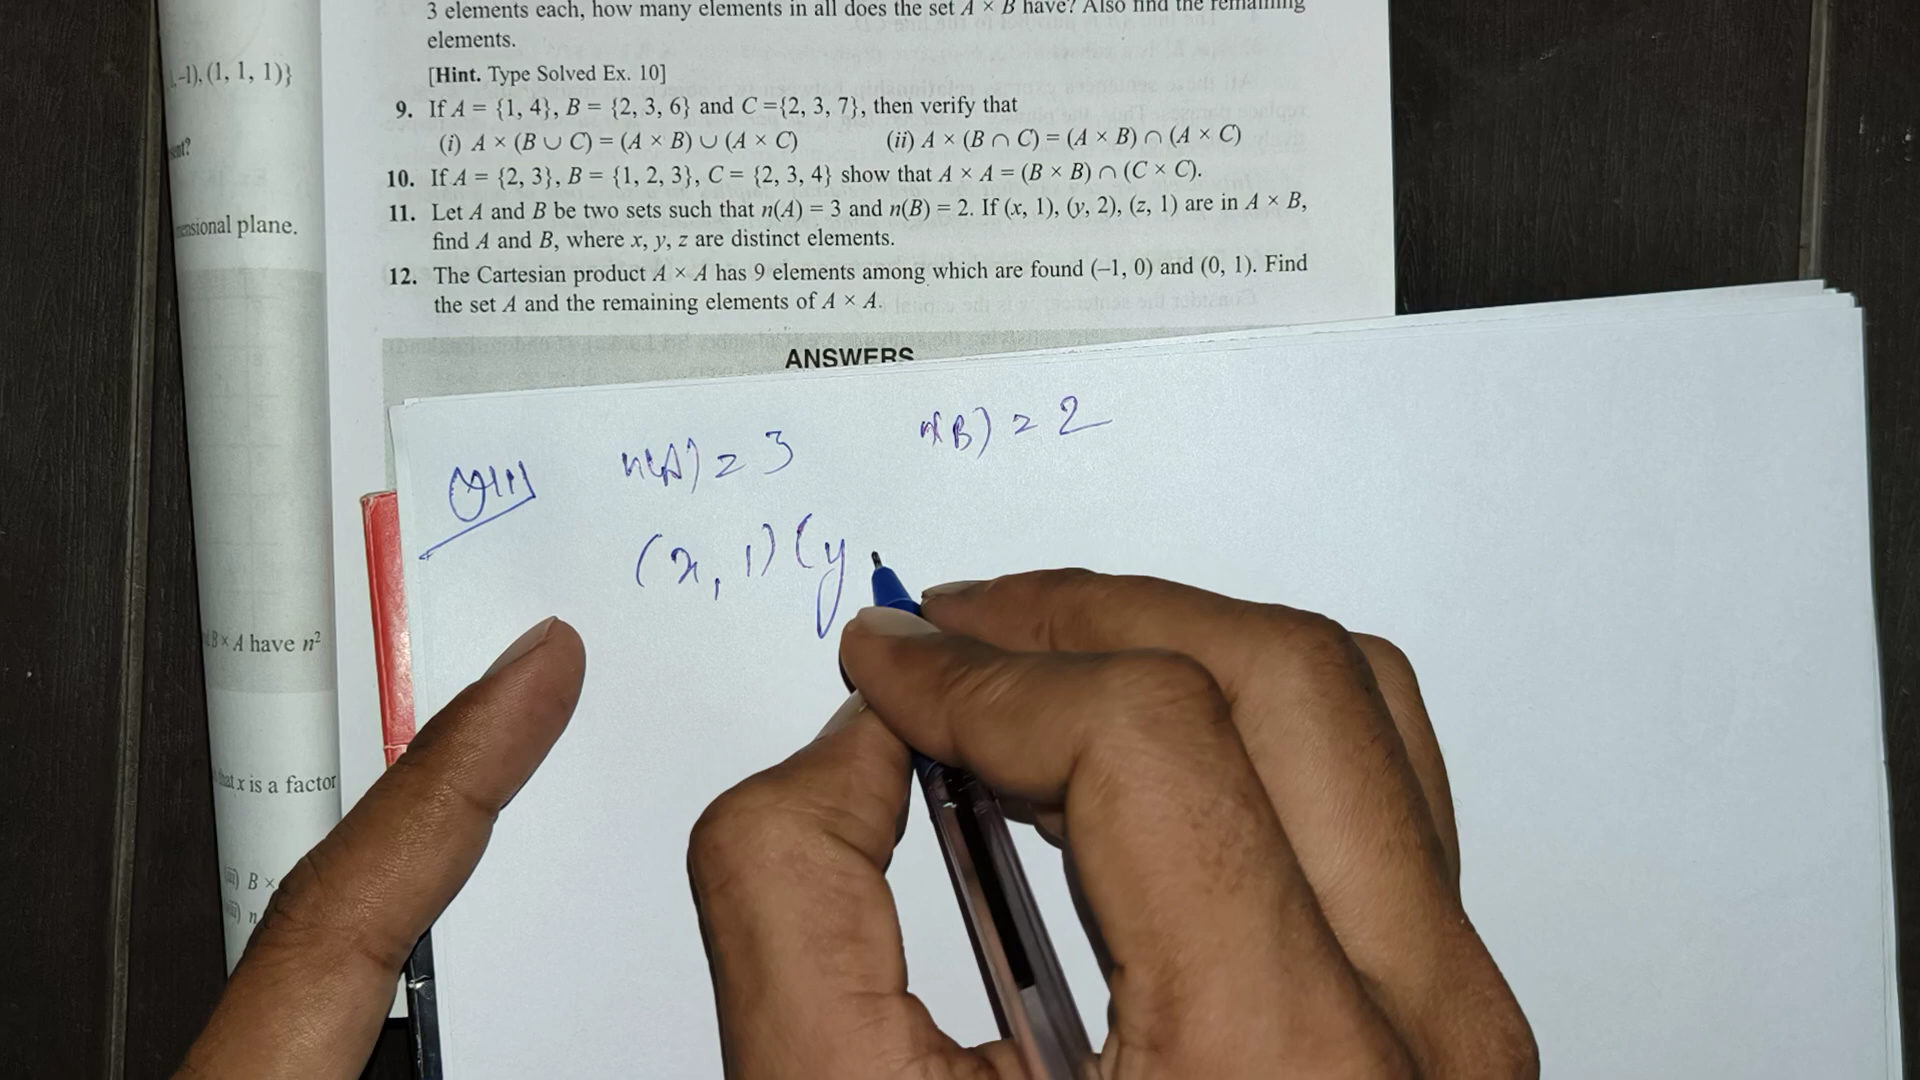 3 elements each, how many elements in all does the set A × B have? Also find the remaining
elements.
[Hint. Type Solved Ex. 10]
9. If A = {1, 4}, B = {2, 3, 6} and C ={2, 3, 7}, then verify that
(i) A × (B ∪ C) = (A × B) ∪ (A × C) (ii) A × (B ∩ C) = (A × B) ∩ (A × C)
10. If A = {2, 3}, B = {1, 2, 3}, C = {2, 3, 4} show that A × A = (B × B) ∩ (C × C).
11. Let A and B be two sets such that n(A) = 3 and n(B) = 2. If (x, 1), (y, 2), (z, 1) are in A × B,
find A and B, where x, y, z are distinct elements.
12. The Cartesian product A × A has 9 elements among which are found (–1, 0) and (0, 1). Find
the set A and the remaining elements of A × A.
ANSWERS
–1), (1, 1, 1)}
plane.
B × A have n²
x is a factor
B ×
n
Q11 n(A) = 3 n(B) = 2
(x, 1) (y